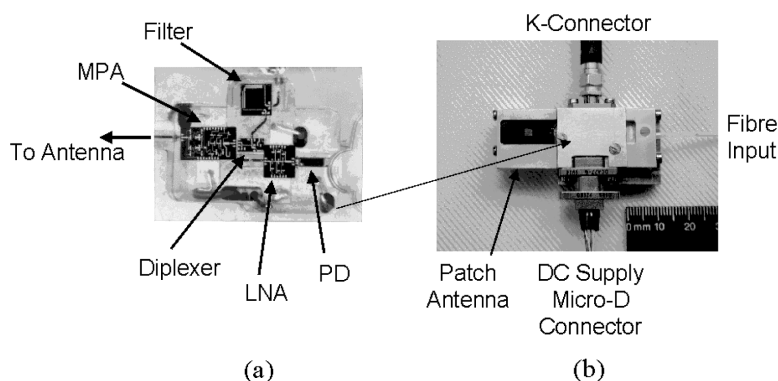 Filter
MPA
To Antenna
Diplexer
LNA
PD
(a)
K-Connector
Fibre
Input
Patch
Antenna
DC Supply
Micro-D
Connector
0 mm 10 20
(b)